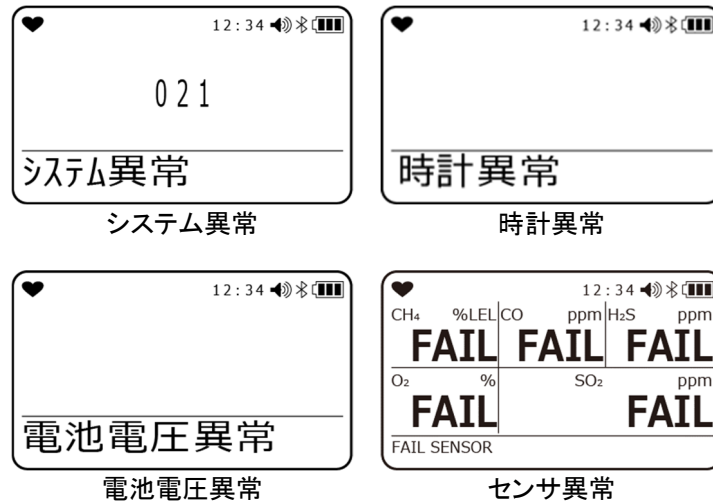 12:34
021
システム異常
システム異常
12:34
時計異常
時計異常
12:34
電池電圧異常
電池電圧異常
12:34
CH₄ %LEL CO ppm H₂S ppm
FAIL FAIL FAIL
O₂ % SO₂ ppm
FAIL FAIL
FAIL SENSOR
センサ異常